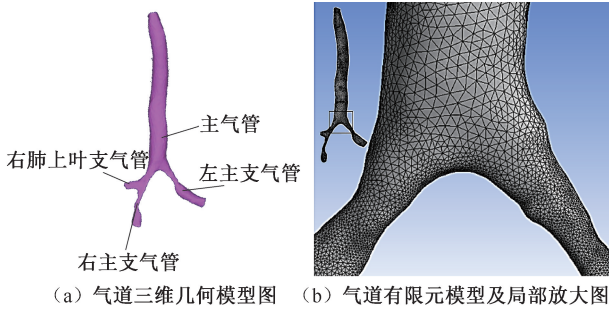 主气管
右肺上叶支气管
左主支气管
右主支气管
（a）气道三维几何模型图 （b）气道有限元模型及局部放大图